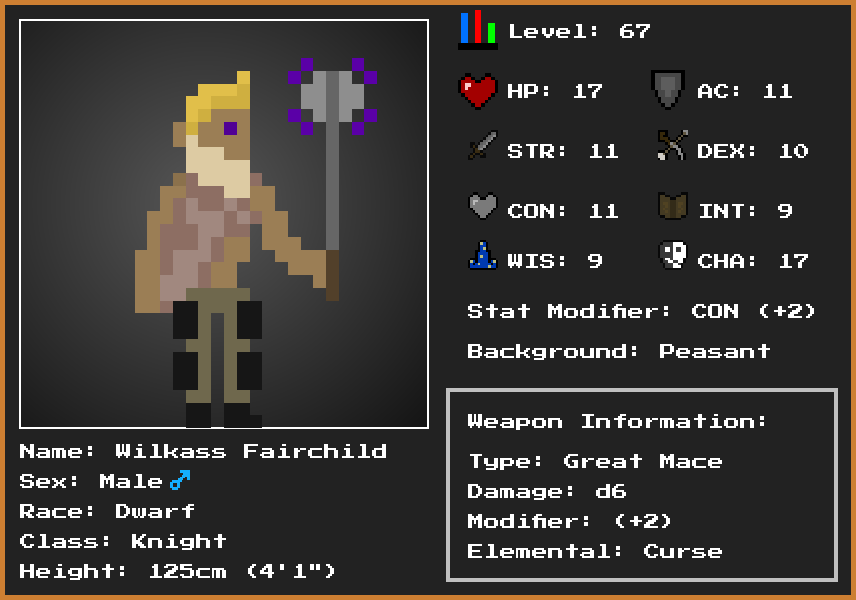 Level: 67
HP: 17
AC: 11
STR: 11
DEX: 10
CON: 11
INT: 9
WIS: 9
CHA: 17
Stat Modifier: CON (+2)
Background: Peasant
Weapon Information:
Type: Great Mace
Damage: d6
Modifier: (+2)
Elemental: Curse
Name: Wilkass Fairchild
Sex: Male♂
Race: Dwarf
Class: Knight
Height: 125cm (4'1")